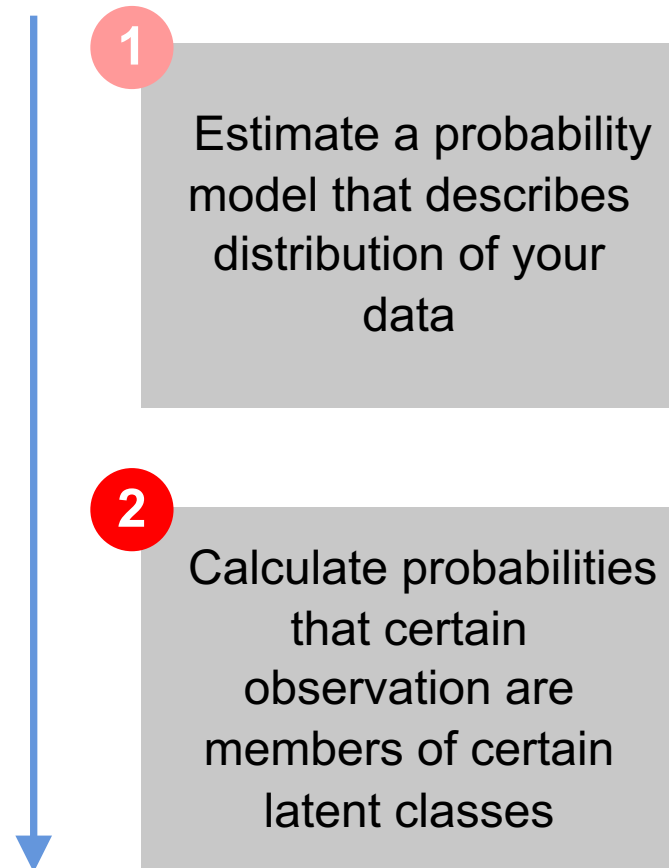 1
Estimate a probability
model that describes
distribution of your
data
2
Calculate probabilities
that certain
observation are
members of certain
latent classes